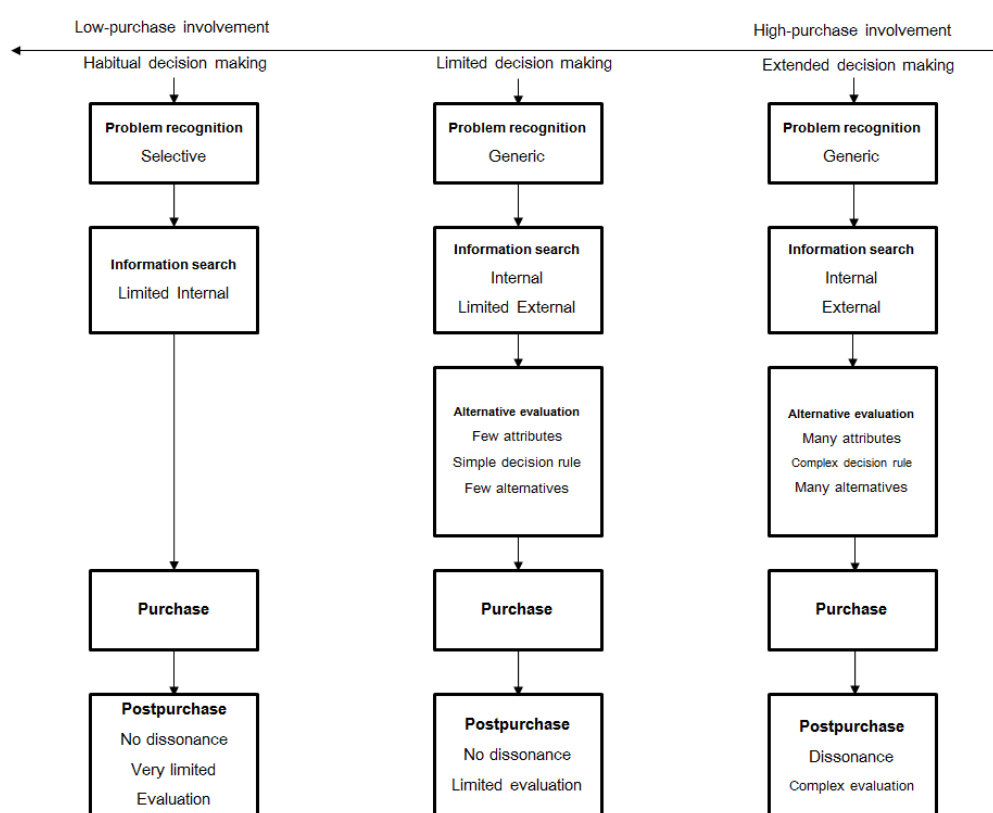 Low-purchase involvement
High-purchase involvement
Habitual decision making
Limited decision making
Extended decision making
Problem recognition
Selective
Problem recognition
Generic
Problem recognition
Generic
Information search
Limited Internal
Information search
Internal
Limited External
Information search
Internal
External
Alternative evaluation
Few attributes
Simple decision rule
Few alternatives
Alternative evaluation
Many attributes
Complex decision rule
Many alternatives
Purchase
Purchase
Purchase
Postpurchase
No dissonance
Very limited
Evaluation
Postpurchase
No dissonance
Limited evaluation
Postpurchase
Dissonance
Complex evaluation